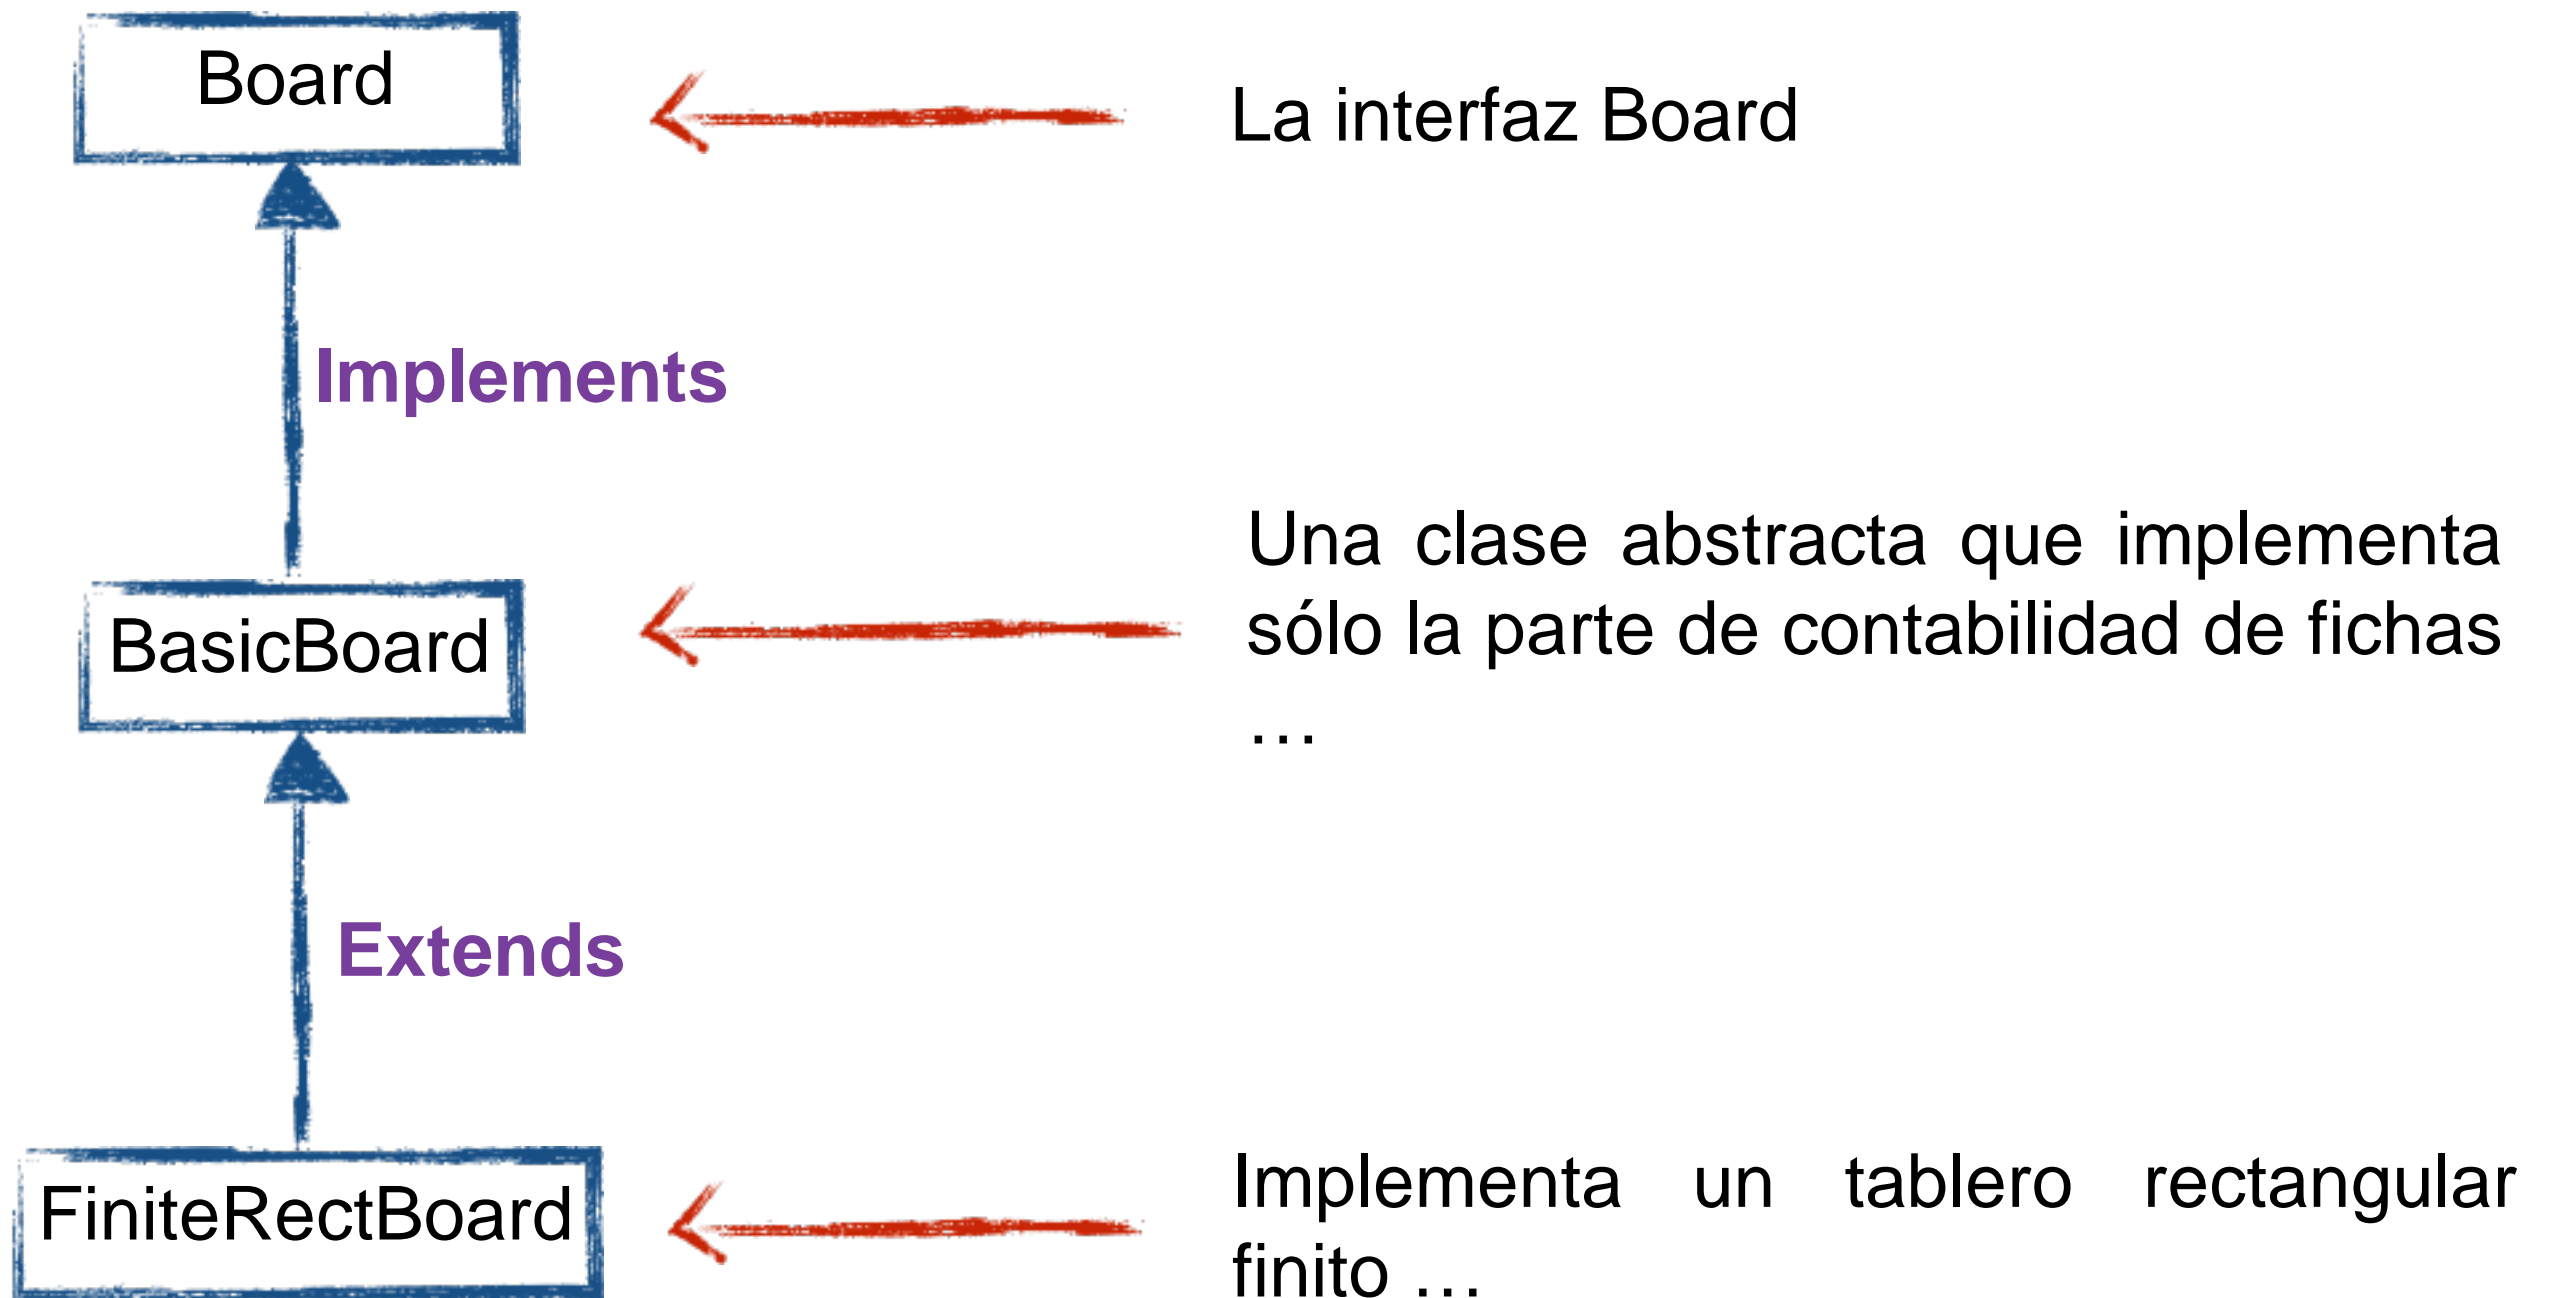 Board
La interfaz Board
Implements
Una clase abstracta que implementa
sólo la parte de contabilidad de fichas
…
BasicBoard
Extends
FiniteRectBoard
Implementa un tablero rectangular
finito …